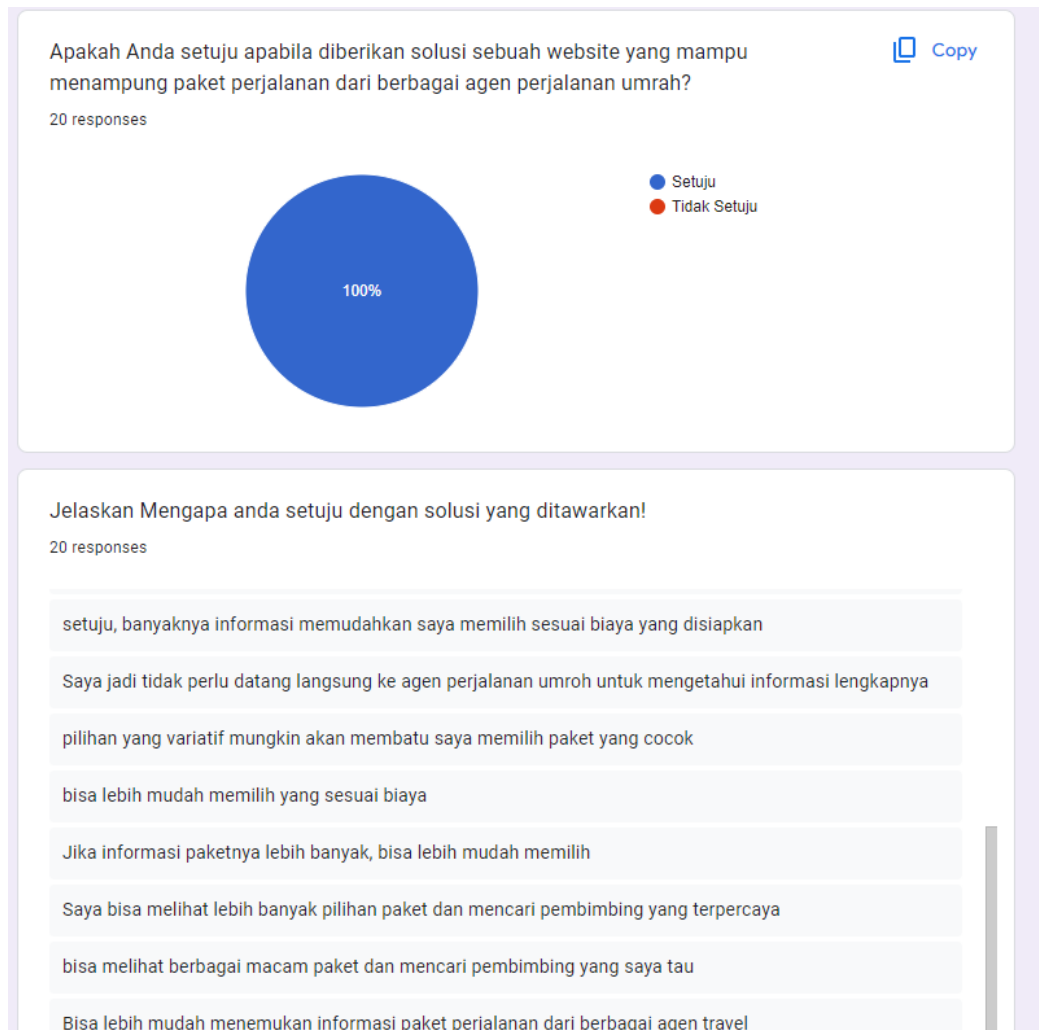 Apakah Anda setuju apabila diberikan solusi sebuah website yang mampu
menampung paket perjalanan dari berbagai agen perjalanan umrah?
Copy
20 responses
Setuju
Tidak Setuju
100%
Jelaskan Mengapa anda setuju dengan solusi yang ditawarkan!
20 responses
setuju, banyaknya informasi memudahkan saya memilih sesuai biaya yang disiapkan
Saya jadi tidak perlu datang langsung ke agen perjalanan umroh untuk mengetahui informasi lengkapnya
pilihan yang variatif mungkin akan membatu saya memilih paket yang cocok
bisa lebih mudah memilih yang sesuai biaya
Jika informasi paketnya lebih banyak, bisa lebih mudah memilih
Saya bisa melihat lebih banyak pilihan paket dan mencari pembimbing yang terpercaya
bisa melihat berbagai macam paket dan mencari pembimbing yang saya tau
Bisa lebih mudah menemukan informasi paket perjalanan dari berbagai agen travel